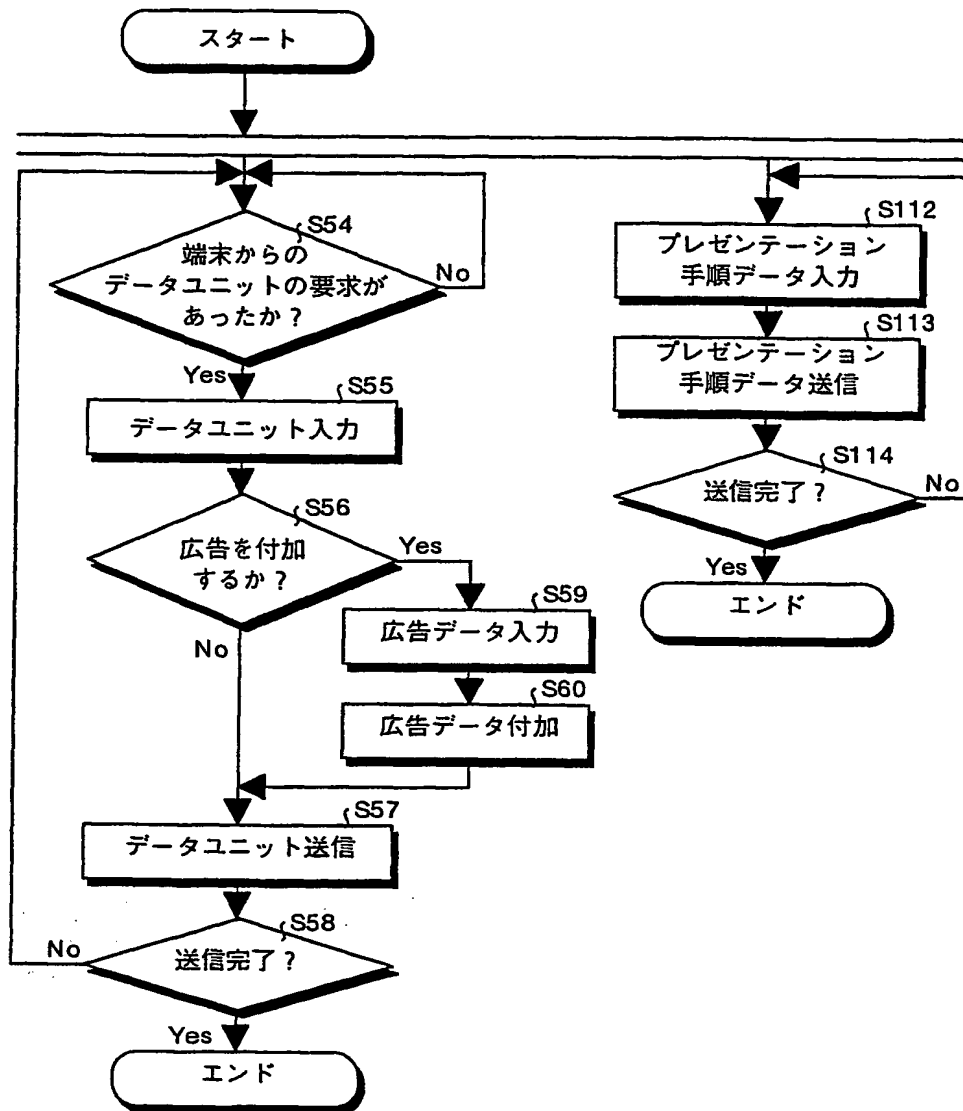 スタート
S54
端末からの
データユニットの要求が
あったか？
No
Yes
S55
データユニット入力
S56
広告を付加
するか？
Yes
No
S59
広告データ入力
S60
広告データ付加
S57
データユニット送信
S58
送信完了？
No
Yes
エンド
S112
プレゼンテーション
手順データ入力
S113
プレゼンテーション
手順データ送信
S114
送信完了？
No
Yes
エンド